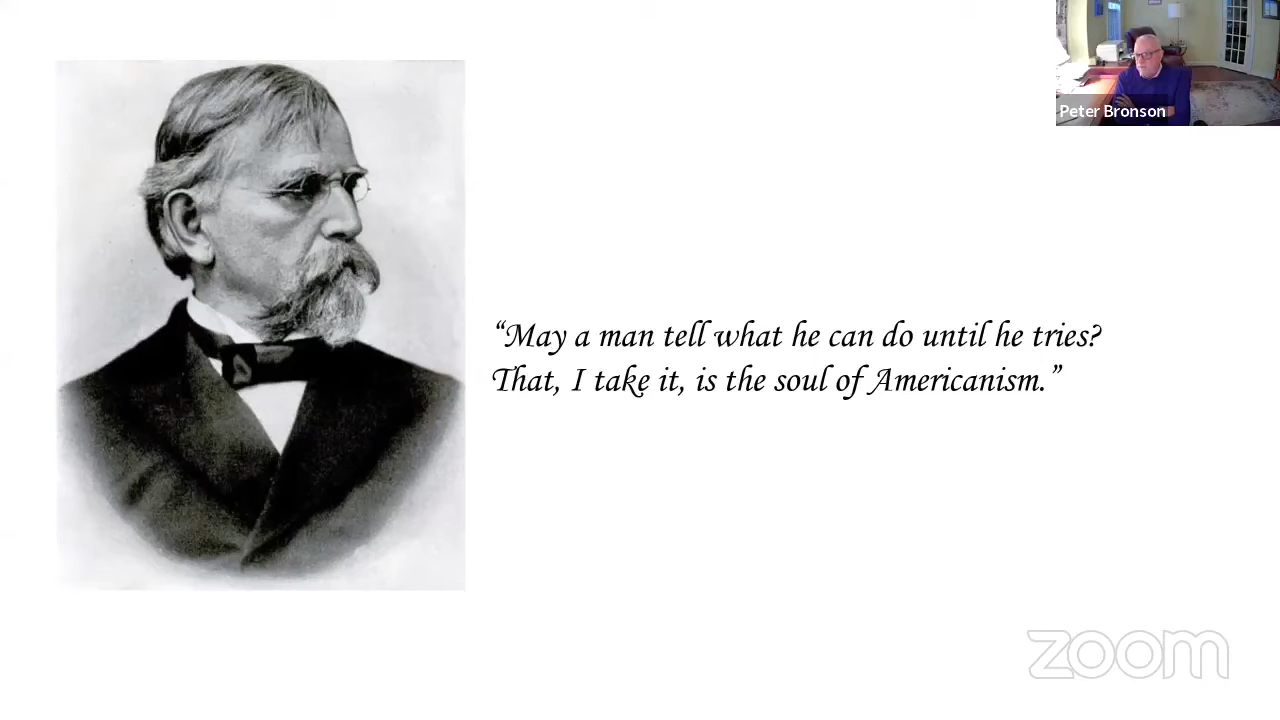 Peter Bronson
“May a man tell what he can do until he tries?
That, I take it, is the soul of Americanism.”
zoom